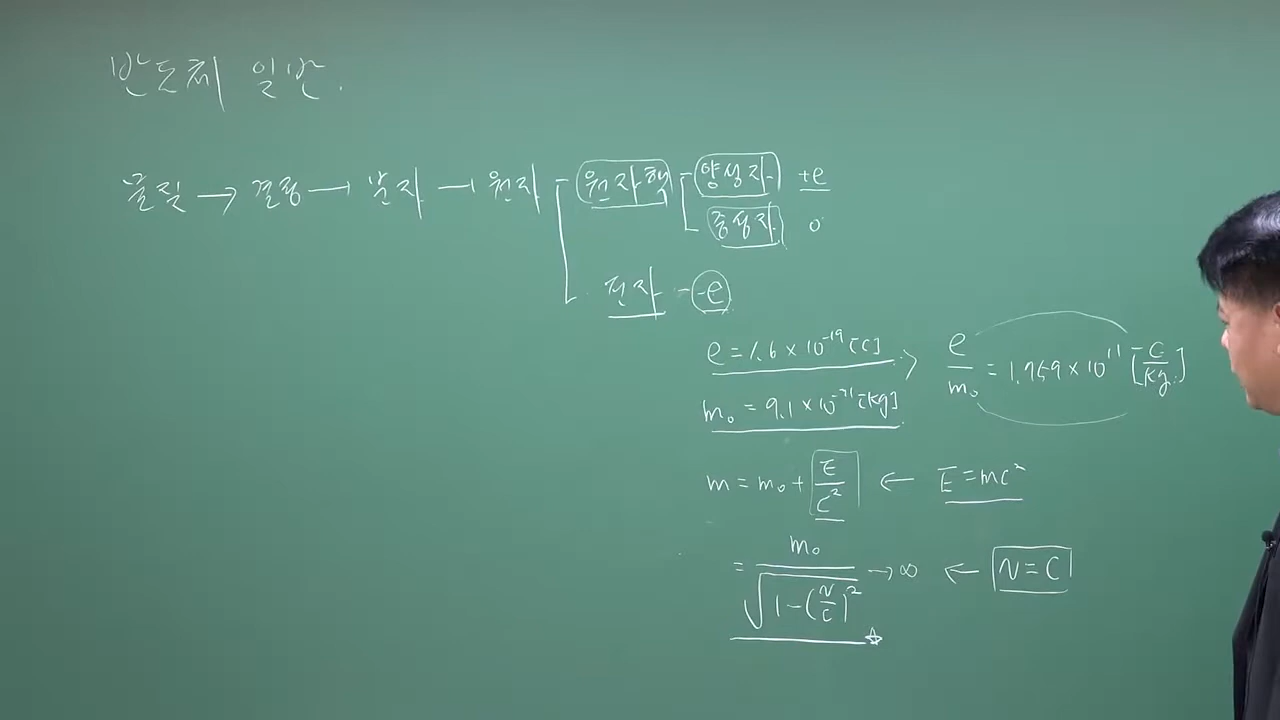 반도체 일반.
물질 → 결정 → 분자 → 원자 원자핵 양성자 +e
중성자 0
전자 - -e
e = 1.6 × 10⁻¹⁹ [C]
m₀ = 9.1 × 10⁻³¹ [kg]
e/m₀ = 1.759 × 10¹¹ [C/kg]
m = m₀ + E/C² ← E = mc²
= m₀/√(1-(v/c)²) → ∞ ← v = C
☆